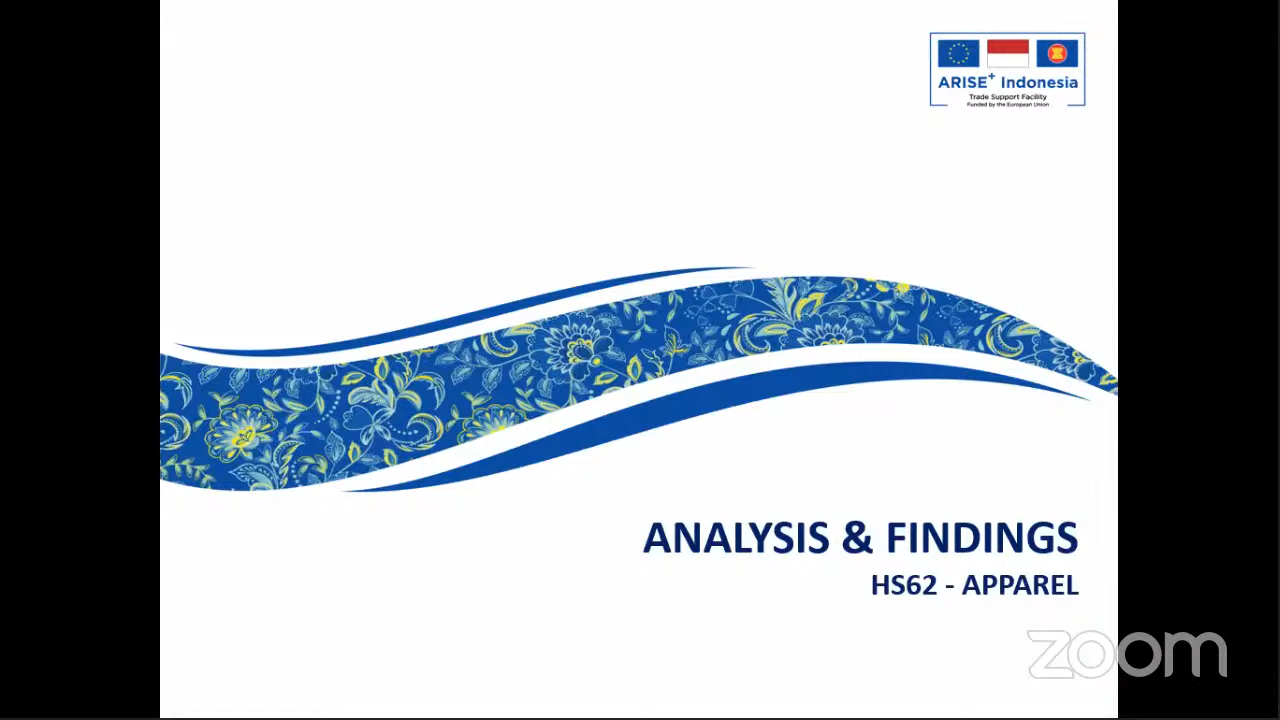 ARISE+ Indonesia
Trade Support Facility
Funded by the European Union
ANALYSIS & FINDINGS
HS62 - APPAREL
zoom